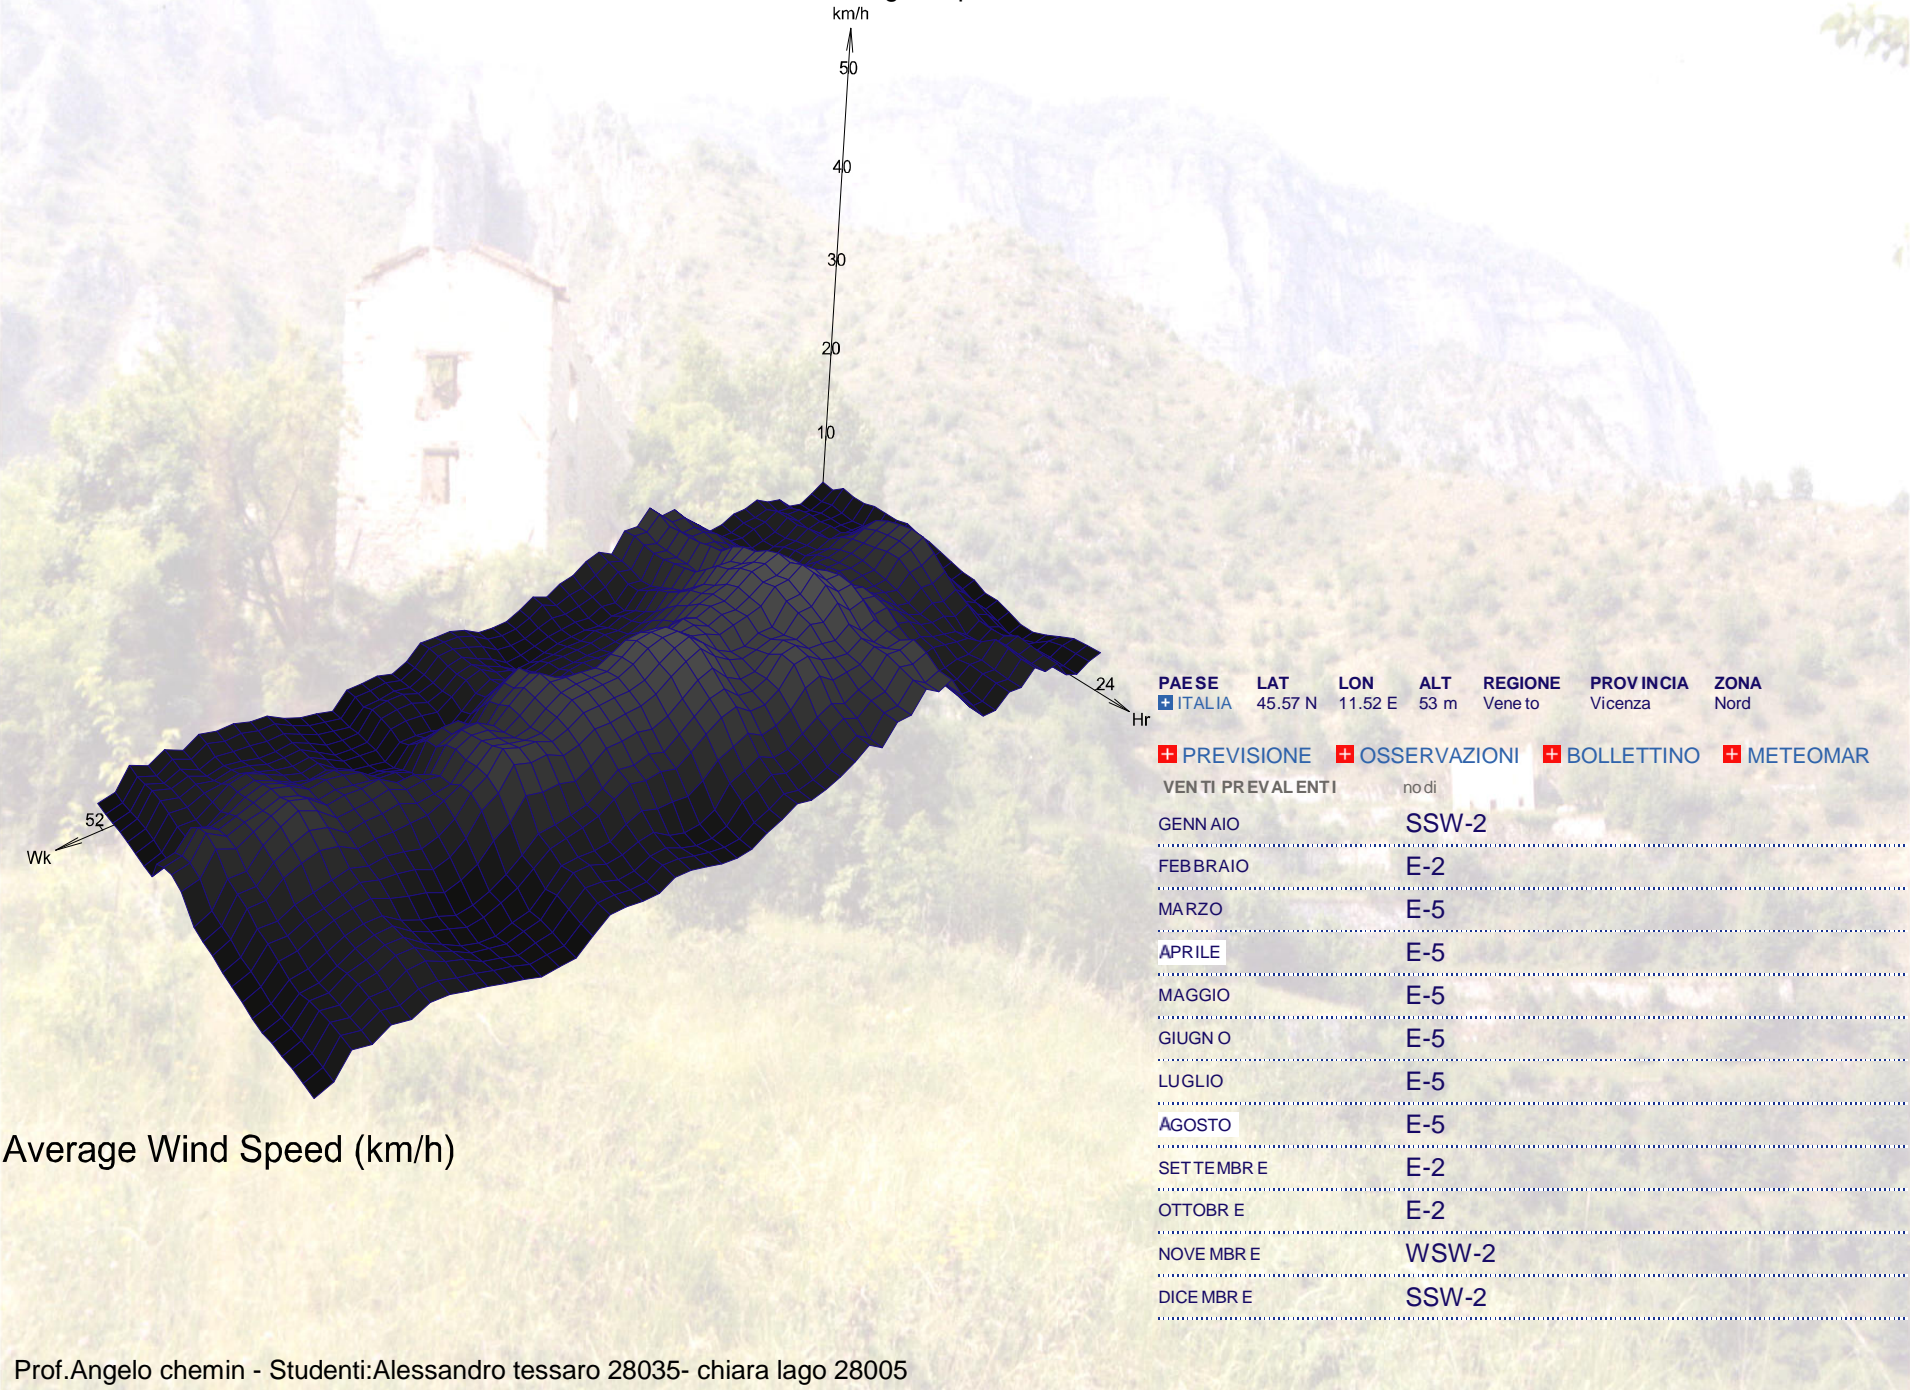 km/h
50
40
30
20
10
24
Hr
52
Wk
PAESE LAT LON ALT REGIONE PROVINCIA ZONA
ITALIA 45.57 N 11.52 E 53 m Veneto Vicenza Nord
PREVISIONE OSSERVAZIONI BOLLETTINO METEOMAR
VENTI PREVALENTI nodi
GENNAIO SSW-2
FEBBRAIO E-2
MARZO E-5
APRILE E-5
MAGGIO E-5
GIUGNO E-5
LUGLIO E-5
AGOSTO E-5
SETTEMBRE E-2
OTTOBRE E-2
NOVEMBRE WSW-2
DICEMBRE SSW-2
Average Wind Speed (km/h)
Prof.Angelo chemin - Studenti:Alessandro tessaro 28035- chiara lago 28005